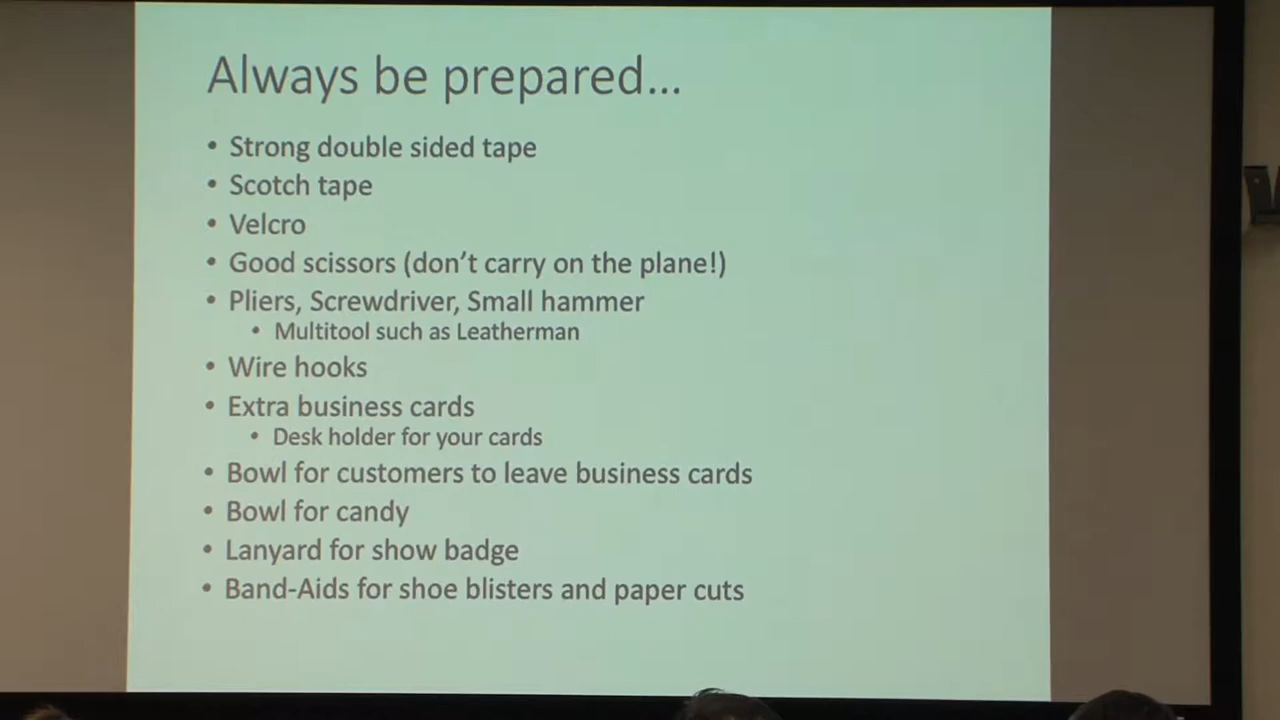 Always be prepared...
• Strong double sided tape
• Scotch tape
• Velcro
• Good scissors (don't carry on the plane!)
• Pliers, Screwdriver, Small hammer
• Multitool such as Leatherman
• Wire hooks
• Extra business cards
• Desk holder for your cards
• Bowl for customers to leave business cards
• Bowl for candy
• Lanyard for show badge
• Band-Aids for shoe blisters and paper cuts